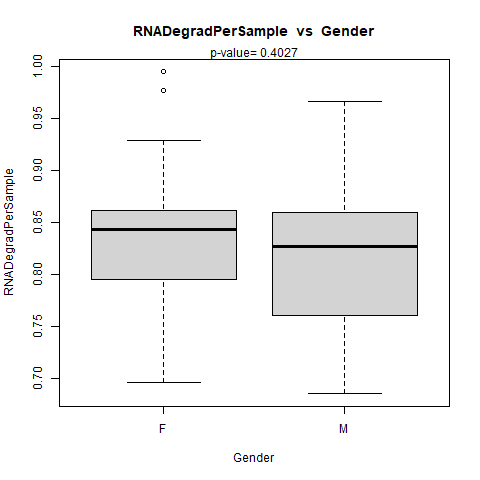 RNADegradPerSample vs Gender
p-value= 0.4027
1.00
0.95
0.90
0.85
0.80
0.75
0.70
RNADegradPerSample
F M
Gender